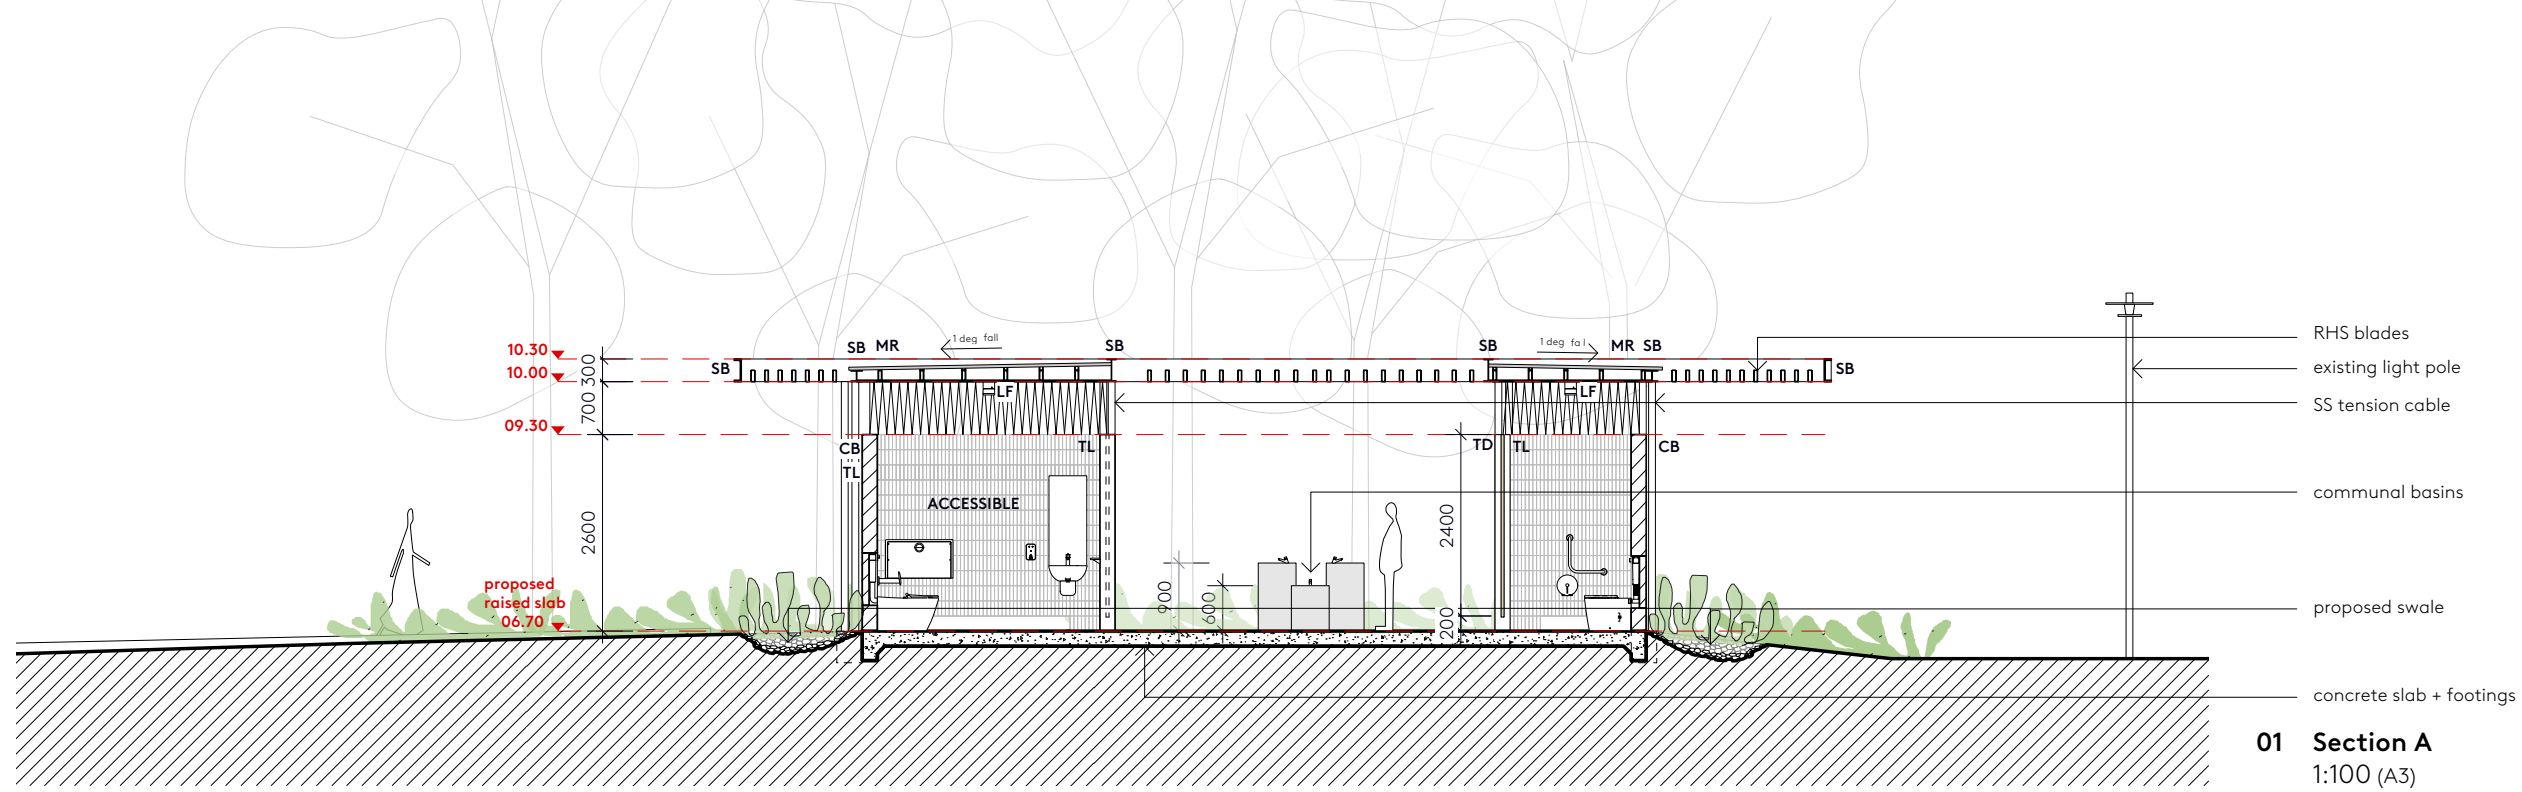 SB MR 1 deg fall SB SB 1 deg fal MR SB
10.30
10.00
300
SB
SB
LF
LF
700
09.30
CB
TL
TL
TD
TL
CB
ACCESSIBLE
2600
2400
900
600
200
proposed
raised slab
06.70
RHS blades
existing light pole
SS tension cable
communal basins
proposed swale
concrete slab + footings
01 Section A
1:100 (A3)